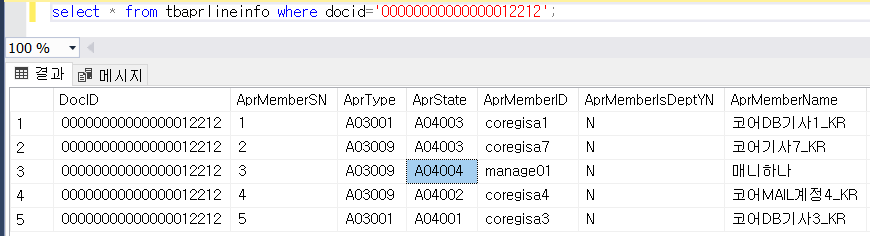 select * from tbaprlineinfo where docid='00000000000000012212';
100 %
결과 메시지
DocID AprMemberSN AprType AprState AprMemberID AprMemberIsDeptYN AprMemberName
1 00000000000000012212 1 A03001 A04003 coregisa1 N 코어DB기사1_KR
2 00000000000000012212 2 A03009 A04003 coregisa7 N 코어기사7_KR
3 00000000000000012212 3 A03009 A04004 manage01 N 매니하나
4 00000000000000012212 4 A03009 A04002 coregisa4 N 코어MAIL계정4_KR
5 00000000000000012212 5 A03001 A04001 coregisa3 N 코어DB기사3_KR